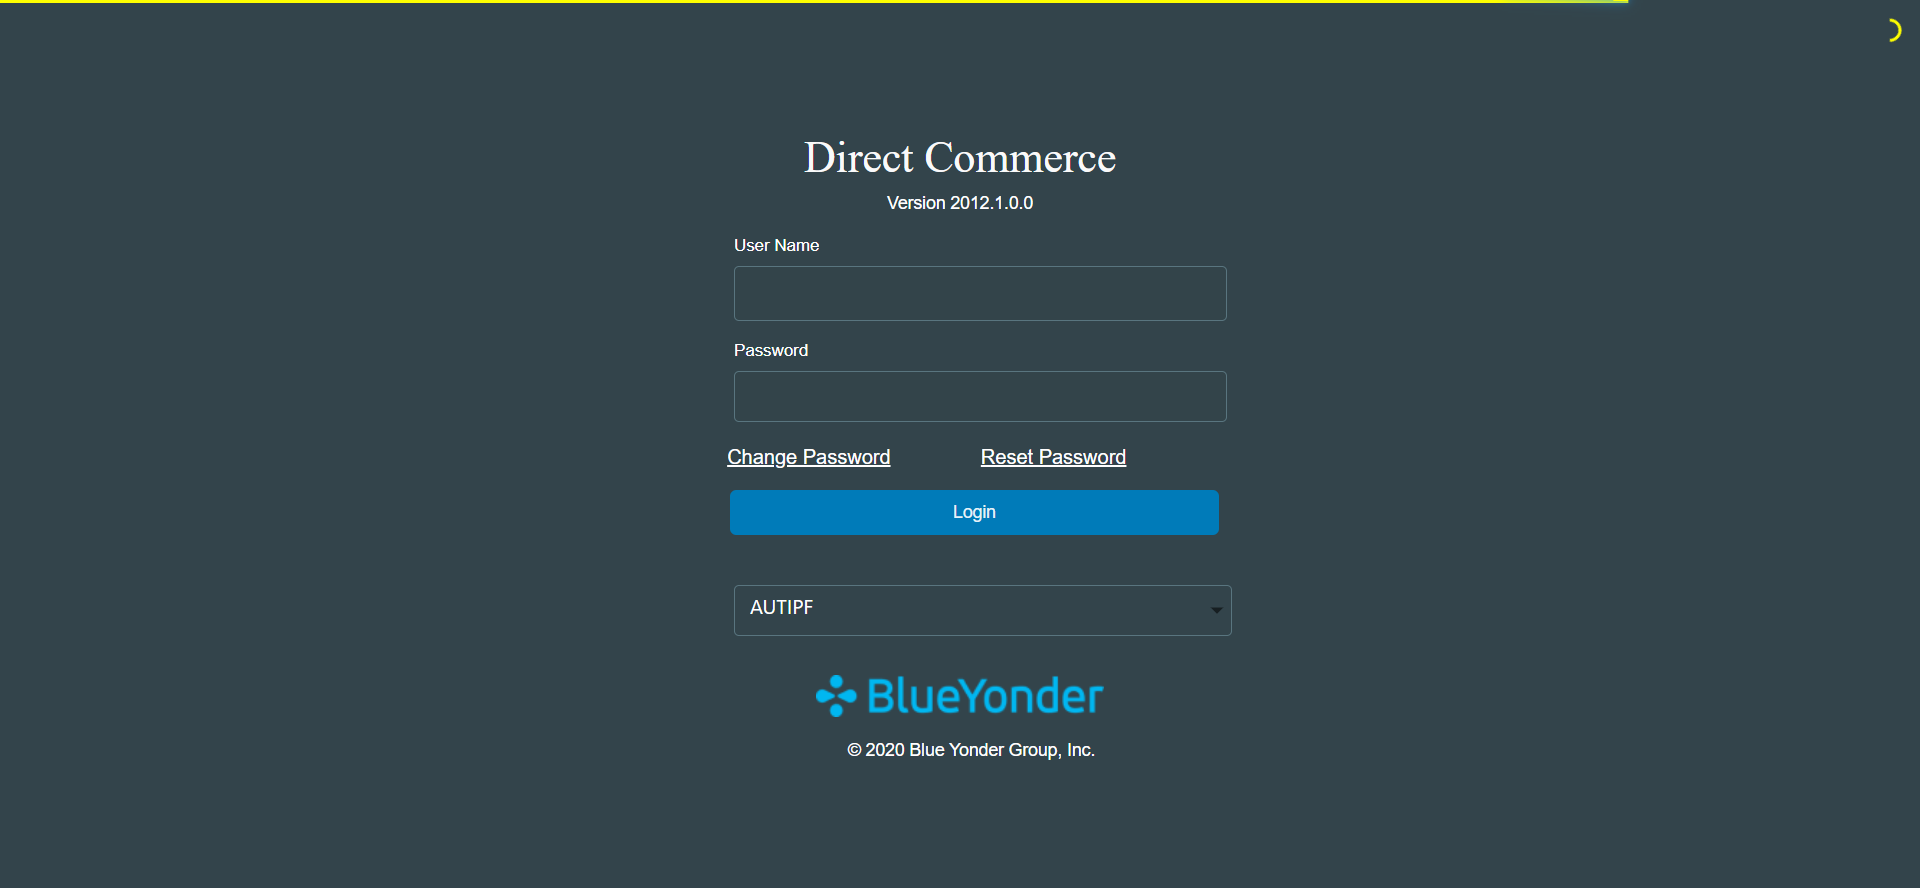 Direct Commerce
Version 2012.1.0.0
User Name
Password
Change Password Reset Password
Login
AUTIPF
BlueYonder
© 2020 Blue Yonder Group, Inc.